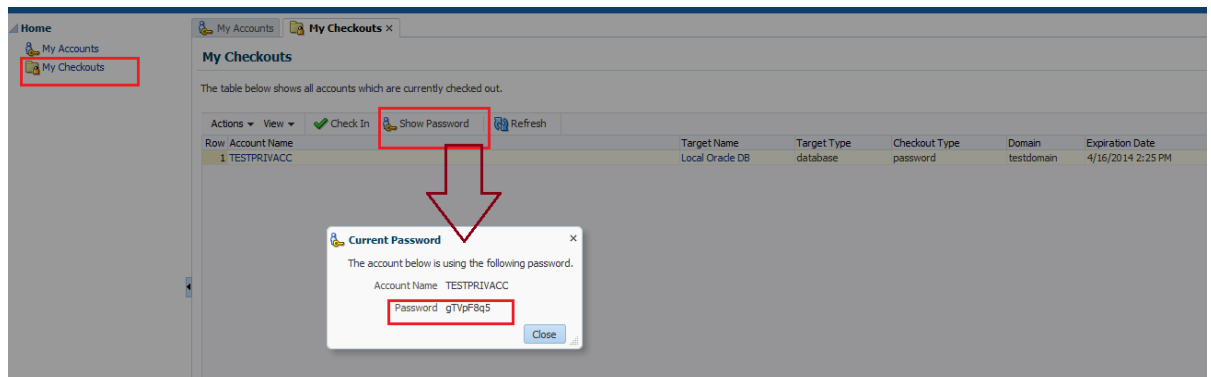 Home
My Accounts
My Checkouts
My Accounts My Checkouts ×
My Checkouts
The table below shows all accounts which are currently checked out.
Actions View Check In Show Password Refresh
Row Account Name Target Name Target Type Checkout Type Domain Expiration Date
1 TESTPRIVACC Local Orade DB database password testdomain 4/16/2014 2:25 PM
Current Password ×
The account below is using the following password.
Account Name TESTPRIVACC
Password gTVpF8q5
Close